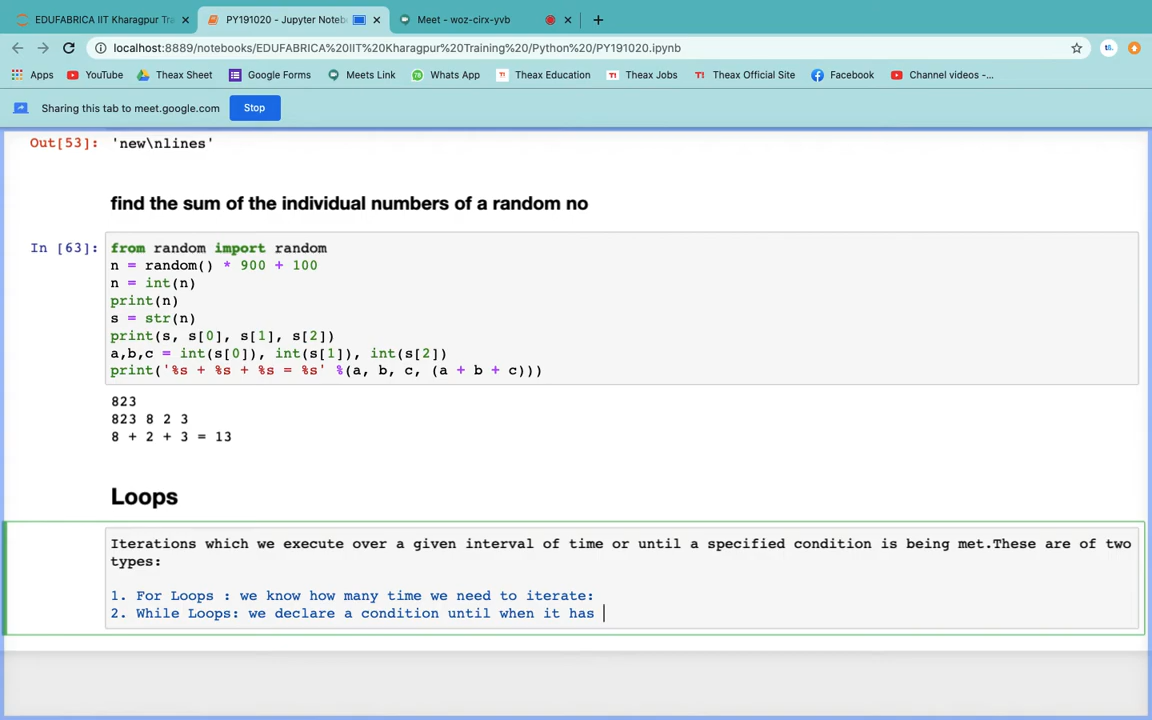 EDUFABRICA IIT Kharagpur Tra
PY191020 - Jupyter Notebo
Meet - woz-cirx-yvb
localhost:8889/notebooks/EDUFABRICA%20IIT%20Kharagpur%20Training%20/Python%20/PY191020.ipynb
Apps YouTube Theax Sheet Google Forms Meets Link Whats App Theax Education Theax Jobs Theax Official Site Facebook Channel videos -...
Sharing this tab to meet.google.com Stop
Out[53]: 'new\nlines'
find the sum of the individual numbers of a random no
In [63]: from random import random
n = random() * 900 + 100
n = int(n)
print(n)
s = str(n)
print(s, s[0], s[1], s[2])
a,b,c = int(s[0]), int(s[1]), int(s[2])
print('%s + %s + %s = %s' %(a, b, c, (a + b + c)))
823
823 8 2 3
8 + 2 + 3 = 13
Loops
Iterations which we execute over a given interval of time or until a specified condition is being met.These are of two
types:
1. For Loops : we know how many time we need to iterate:
2. While Loops: we declare a condition until when it has